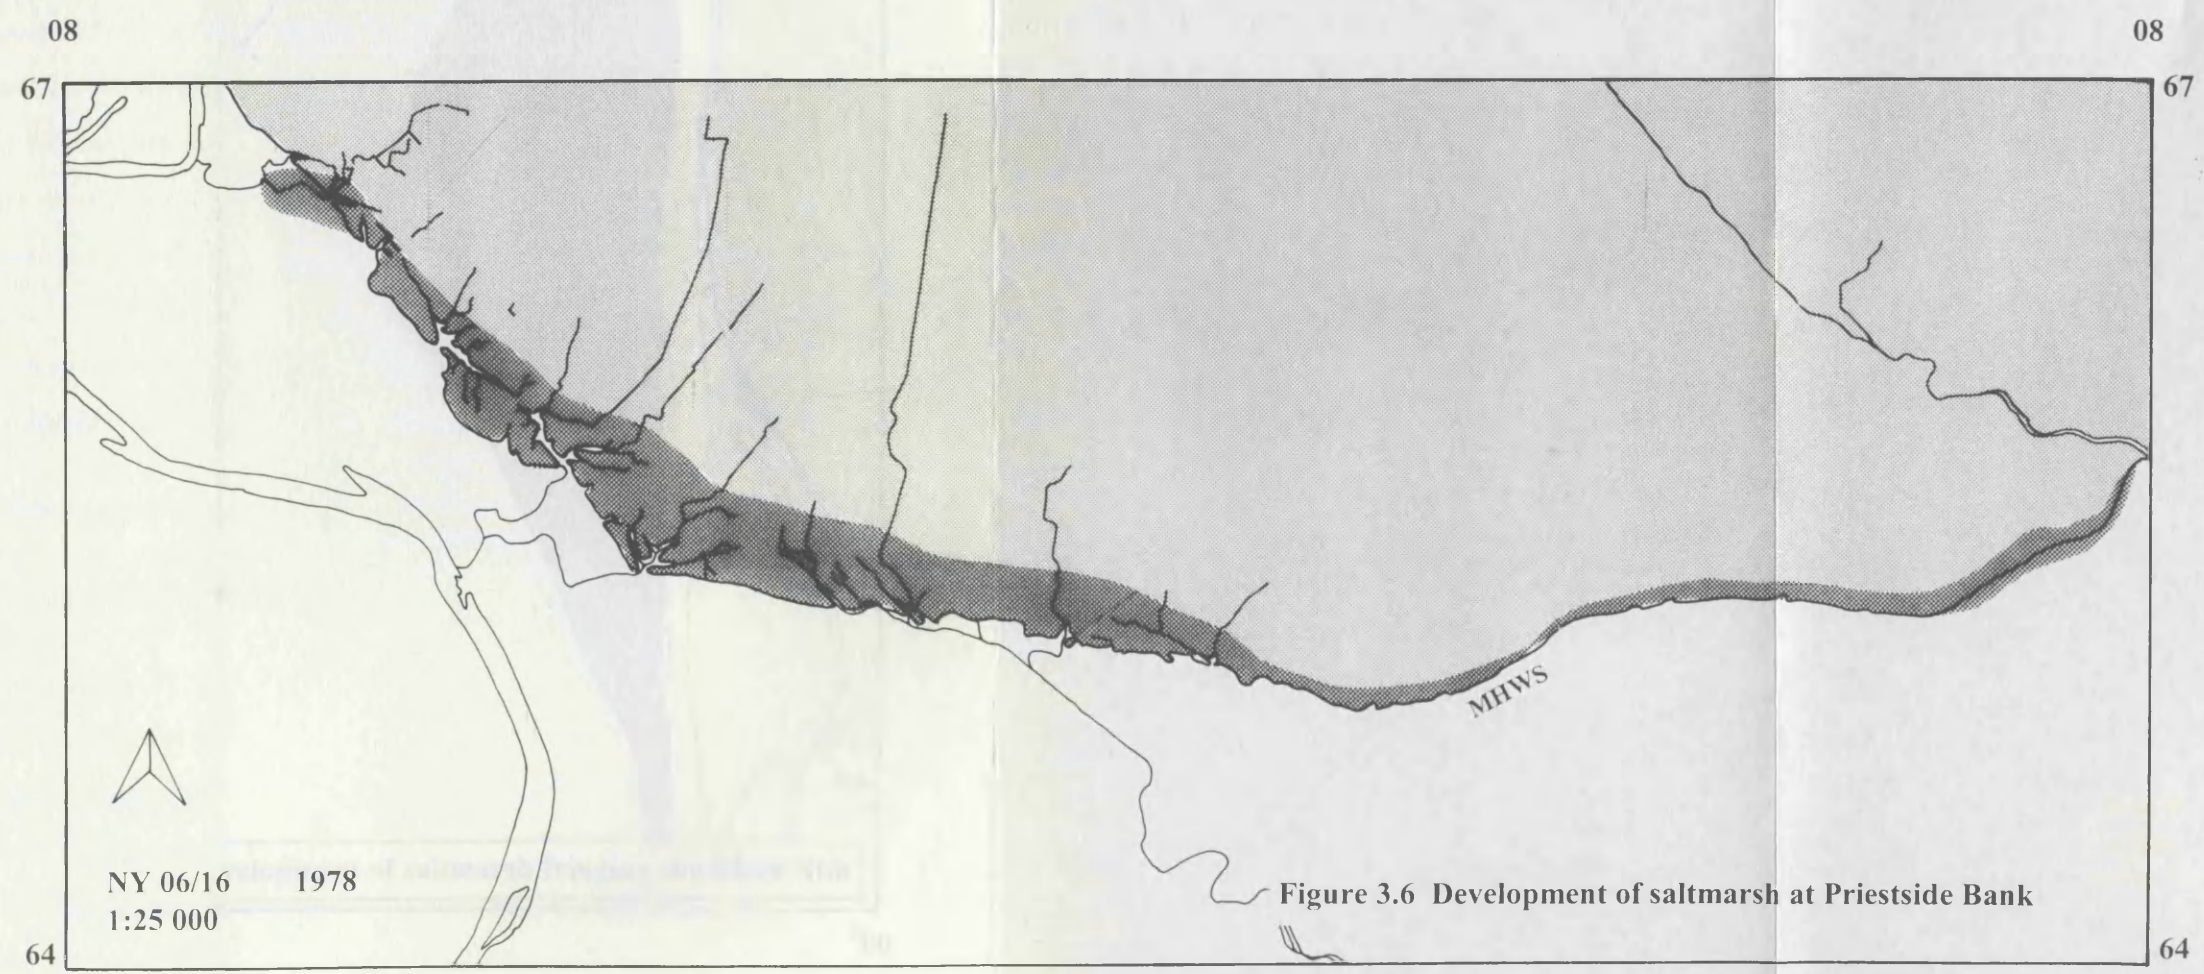 08 08
67 67
MHWS
NY 06/16 1978
1:25 000
Figure 3.6 Development of saltmarsh at Priestside Bank
64 64